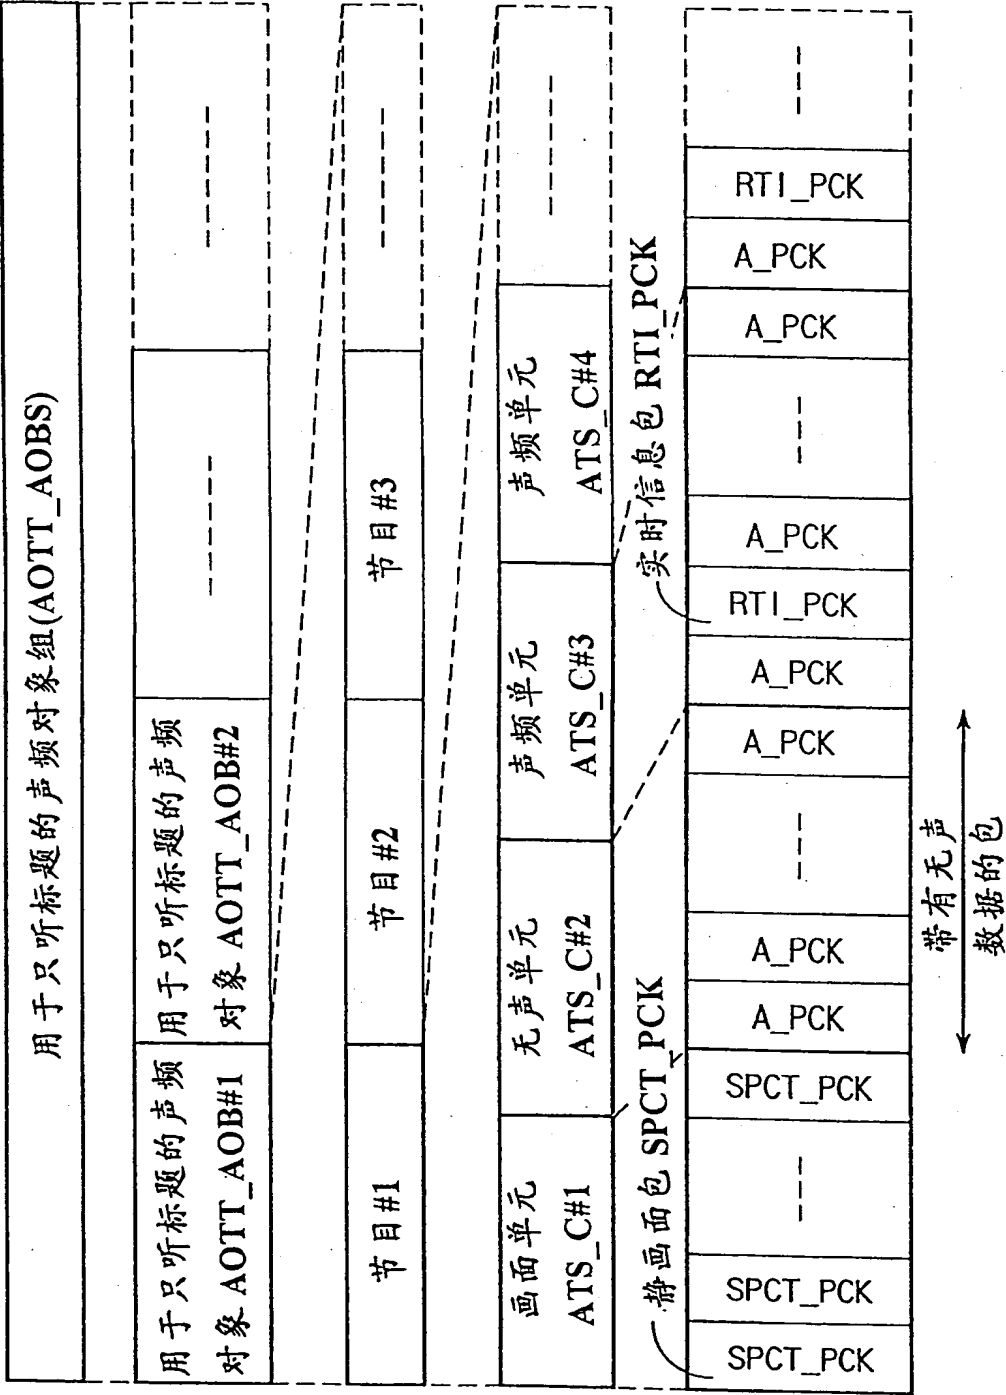 用于只听标题的声频对象组(AOTT_AOBS)
用于只听标题的声频
对象 AOTT_AOB#1
用于只听标题的声频
对象 AOTT_AOB#2
节目#1
节目#2
节目#3
画面单元
ATS_C#1
无声单元
ATS_C#2
声频单元
ATS_C#3
声频单元
ATS_C#4
静画面包 SPCT_PCK
实时信息包 RTI_PCK
SPCT_PCK
SPCT_PCK
SPCT_PCK
A_PCK
A_PCK
A_PCK
A_PCK
RTI_PCK
A_PCK
A_PCK
A_PCK
RTI_PCK
带有无声
数据的包